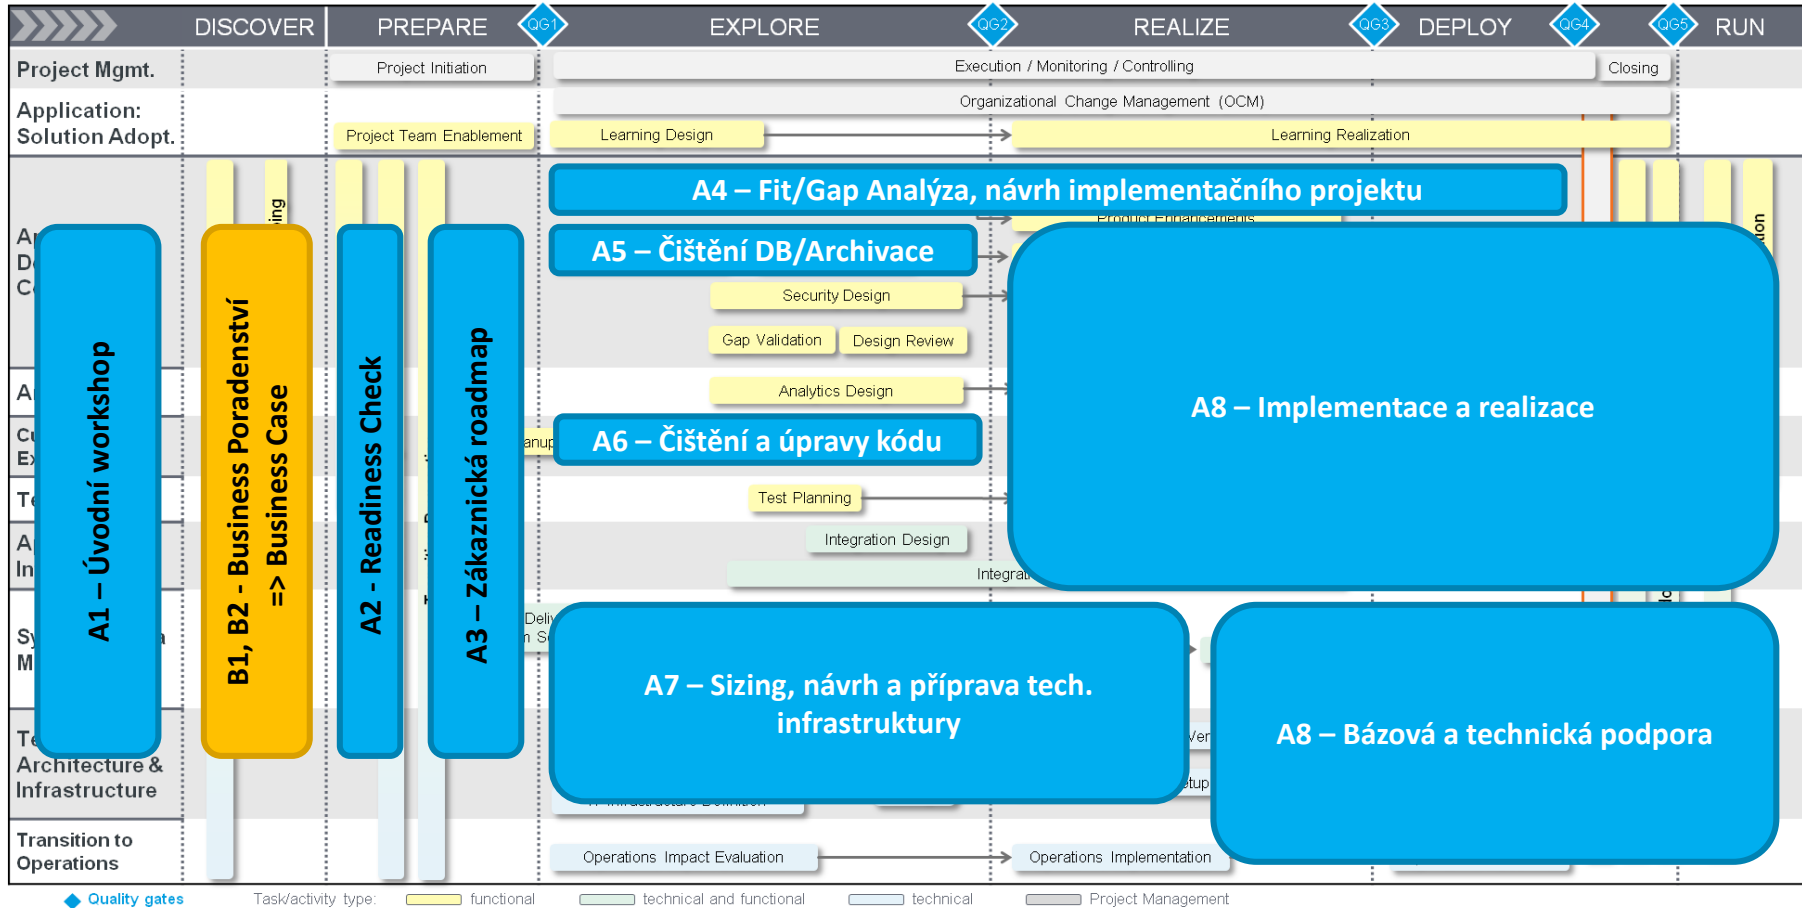 DISCOVER
PREPARE
QG1
EXPLORE
QG2
REALIZE
QG3
DEPLOY
QG4
QG5
RUN
Project Mgmt.
Project Initiation
Execution / Monitoring / Controlling
Closing
Application:
Solution Adopt.
Organizational Change Management (OCM)
Project Team Enablement
Learning Design
Learning Realization
A4 – Fit/Gap Analýza, návrh implementačního projektu
Product Enhancements
A5 – Čištění DB/Archivace
Security Design
Gap Validation
Design Review
Analytics Design
A6 – Čištění a úpravy kódu
Test Planning
Integration Design
A1 – Úvodní workshop
B1, B2 - Business Poradenství
=> Business Case
A2 - Readiness Check
A3 – Zákaznická roadmap
A8 – Implementace a realizace
A7 – Sizing, návrh a příprava tech.
infrastruktury
A8 – Bázová a technická podpora
Architecture &
Infrastructure
Transition to
Operations
Operations Impact Evaluation
Operations Implementation
Quality gates
Task/activity type:
functional
technical and functional
technical
Project Management